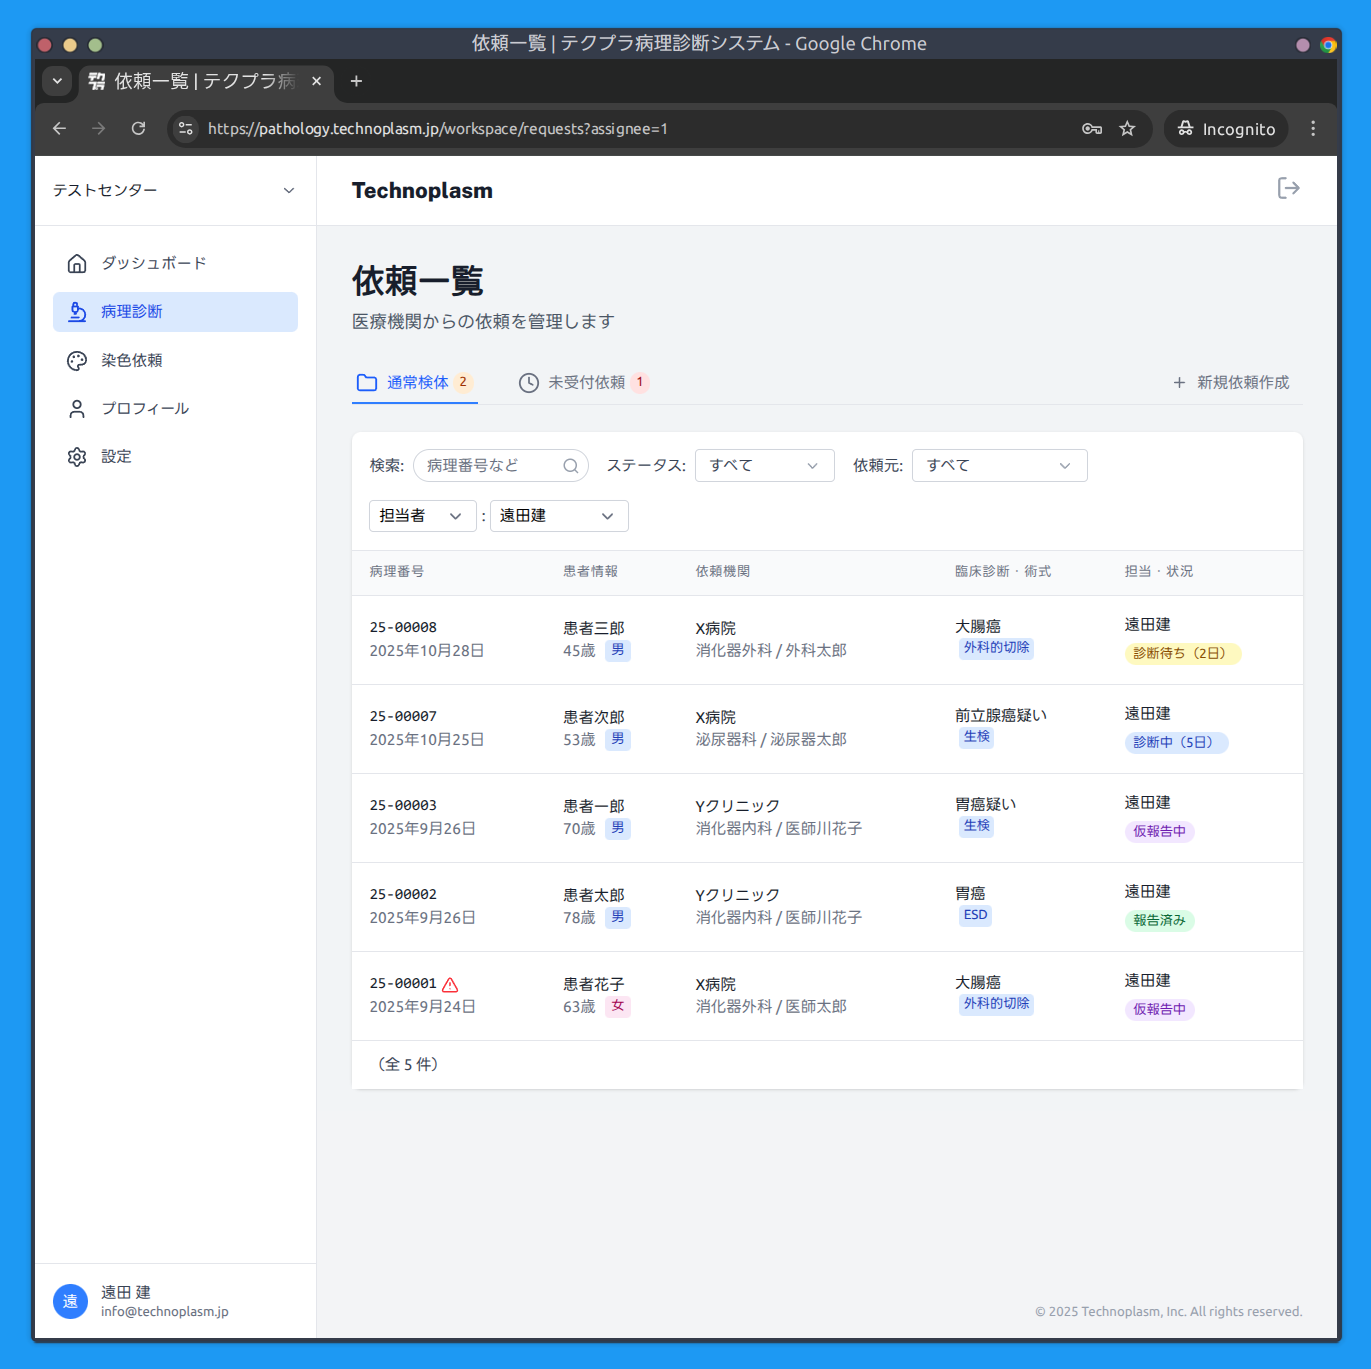 依頼一覧 | テクプラ病理診断システム - Google Chrome
依頼一覧 | テクプラ病
https://pathology.technoplasm.jp/workspace/requests?assignee=1
Incognito
テストセンター
Technoplasm
ダッシュボード
病理診断
染色依頼
プロフィール
設定
依頼一覧
医療機関からの依頼を管理します
通常検体 2
未受付依頼 1
+ 新規依頼作成
検索: 病理番号など ステータス: すべて 依頼元: すべて
担当者 : 遠田建
病理番号 患者情報 依頼機関 臨床診断・術式 担当・状況
25-00008 患者三郎 X病院 大腸癌 遠田建
2025年10月28日 45歳 男 消化器外科 / 外科太郎 外科的切除 診断待ち（2日）
25-00007 患者次郎 X病院 前立腺癌疑い 遠田建
2025年10月25日 53歳 男 泌尿器科 / 泌尿器太郎 生検 診断中（5日）
25-00003 患者一郎 Yクリニック 胃癌疑い 遠田建
2025年9月26日 70歳 男 消化器内科 / 医師川花子 生検 仮報告中
25-00002 患者太郎 Yクリニック 胃癌 遠田建
2025年9月26日 78歳 男 消化器内科 / 医師川花子 ESD 報告済み
25-00001 患者花子 X病院 大腸癌 遠田建
2025年9月24日 63歳 女 消化器外科 / 医師太郎 外科的切除 仮報告中
（全 5 件）
遠 遠田 建
info@technoplasm.jp
© 2025 Technoplasm, Inc. All rights reserved.